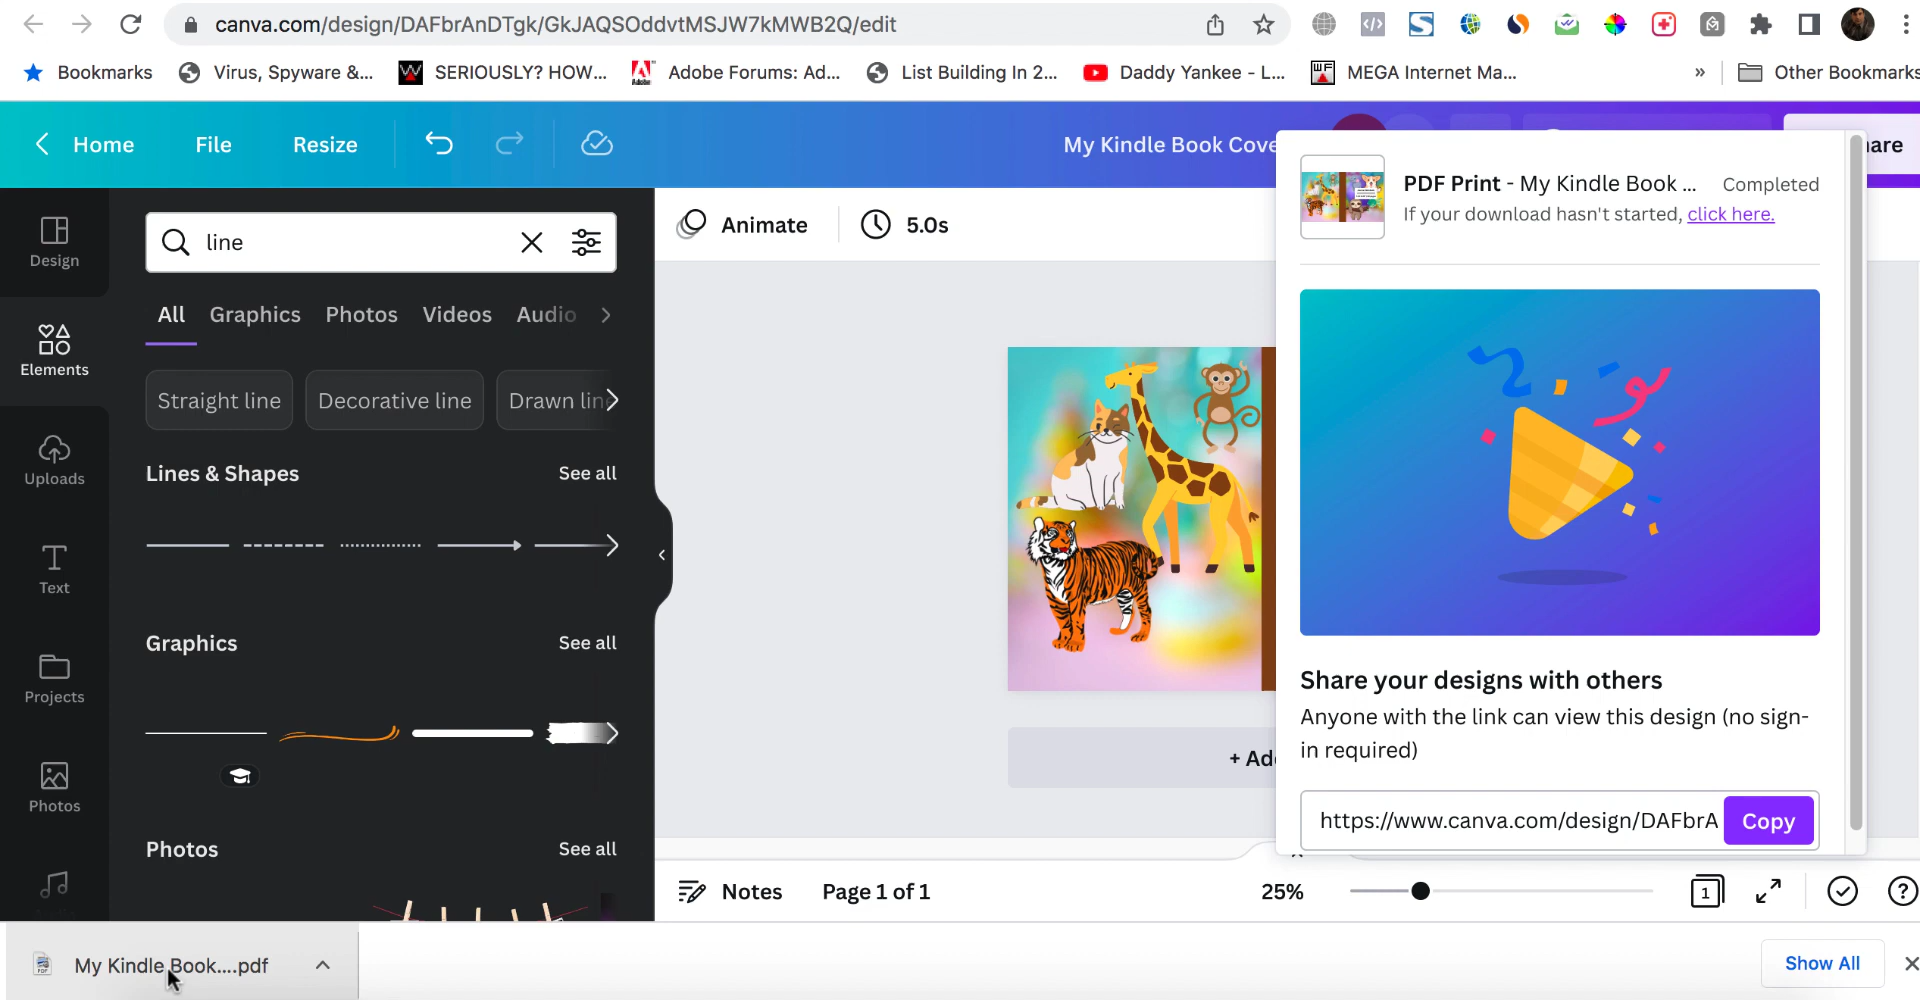 canva.com/design/DAFbrAnDTgk/GkJAQSOddvtMSJW7kMWB2Q/edit
Bookmarks Virus, Spyware &... SERIOUSLY? HOW... Adobe Forums: Ad... List Building In 2... Daddy Yankee - L... MEGA Internet Ma... » Other Bookmarks
Home File Resize My Kindle Book Cove are
PDF Print - My Kindle Book ... Completed
If your download hasn't started, click here.
line
Animate 5.0s
Design
All Graphics Photos Videos Audio
Elements
Straight line Decorative line Drawn line
Lines & Shapes See all
Uploads
Text
Graphics See all
Projects
Share your designs with others
Anyone with the link can view this design (no sign-
in required)
+ Add
Photos
https://www.canva.com/design/DAFbrA Copy
Photos See all
Notes Page 1 of 1 25% 1
My Kindle Book....pdf Show All